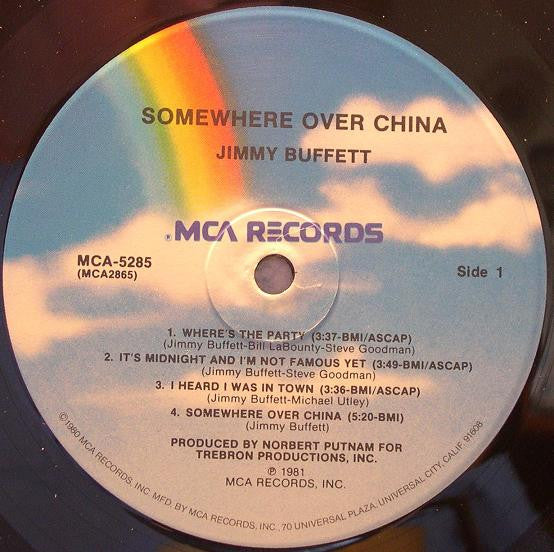 SOMEWHERE OVER CHINA
JIMMY BUFFETT
®MCA RECORDS
MCA-5285
(MCA2865)
Side 1
1. WHERE'S THE PARTY (3:37-BMI/ASCAP)
(Jimmy Buffett-Bill LaBounty-Steve Goodman)
2. IT'S MIDNIGHT AND I'M NOT FAMOUS YET (3:49-BMI/ASCAP)
(Jimmy Buffett-Steve Goodman)
3. I HEARD I WAS IN TOWN (3:36-BMI/ASCAP)
(Jimmy Buffett-Michael Utley)
4. SOMEWHERE OVER CHINA (5:20-BMI)
(Jimmy Buffett)
PRODUCED BY NORBERT PUTNAM FOR
TREBRON PRODUCTIONS, INC.
℗ 1981
MCA RECORDS, INC.
©1980 MCA RECORDS, INC. MFD. BY MCA RECORDS, INC., 70 UNIVERSAL PLAZA, UNIVERSAL CITY, CALIF. 91608